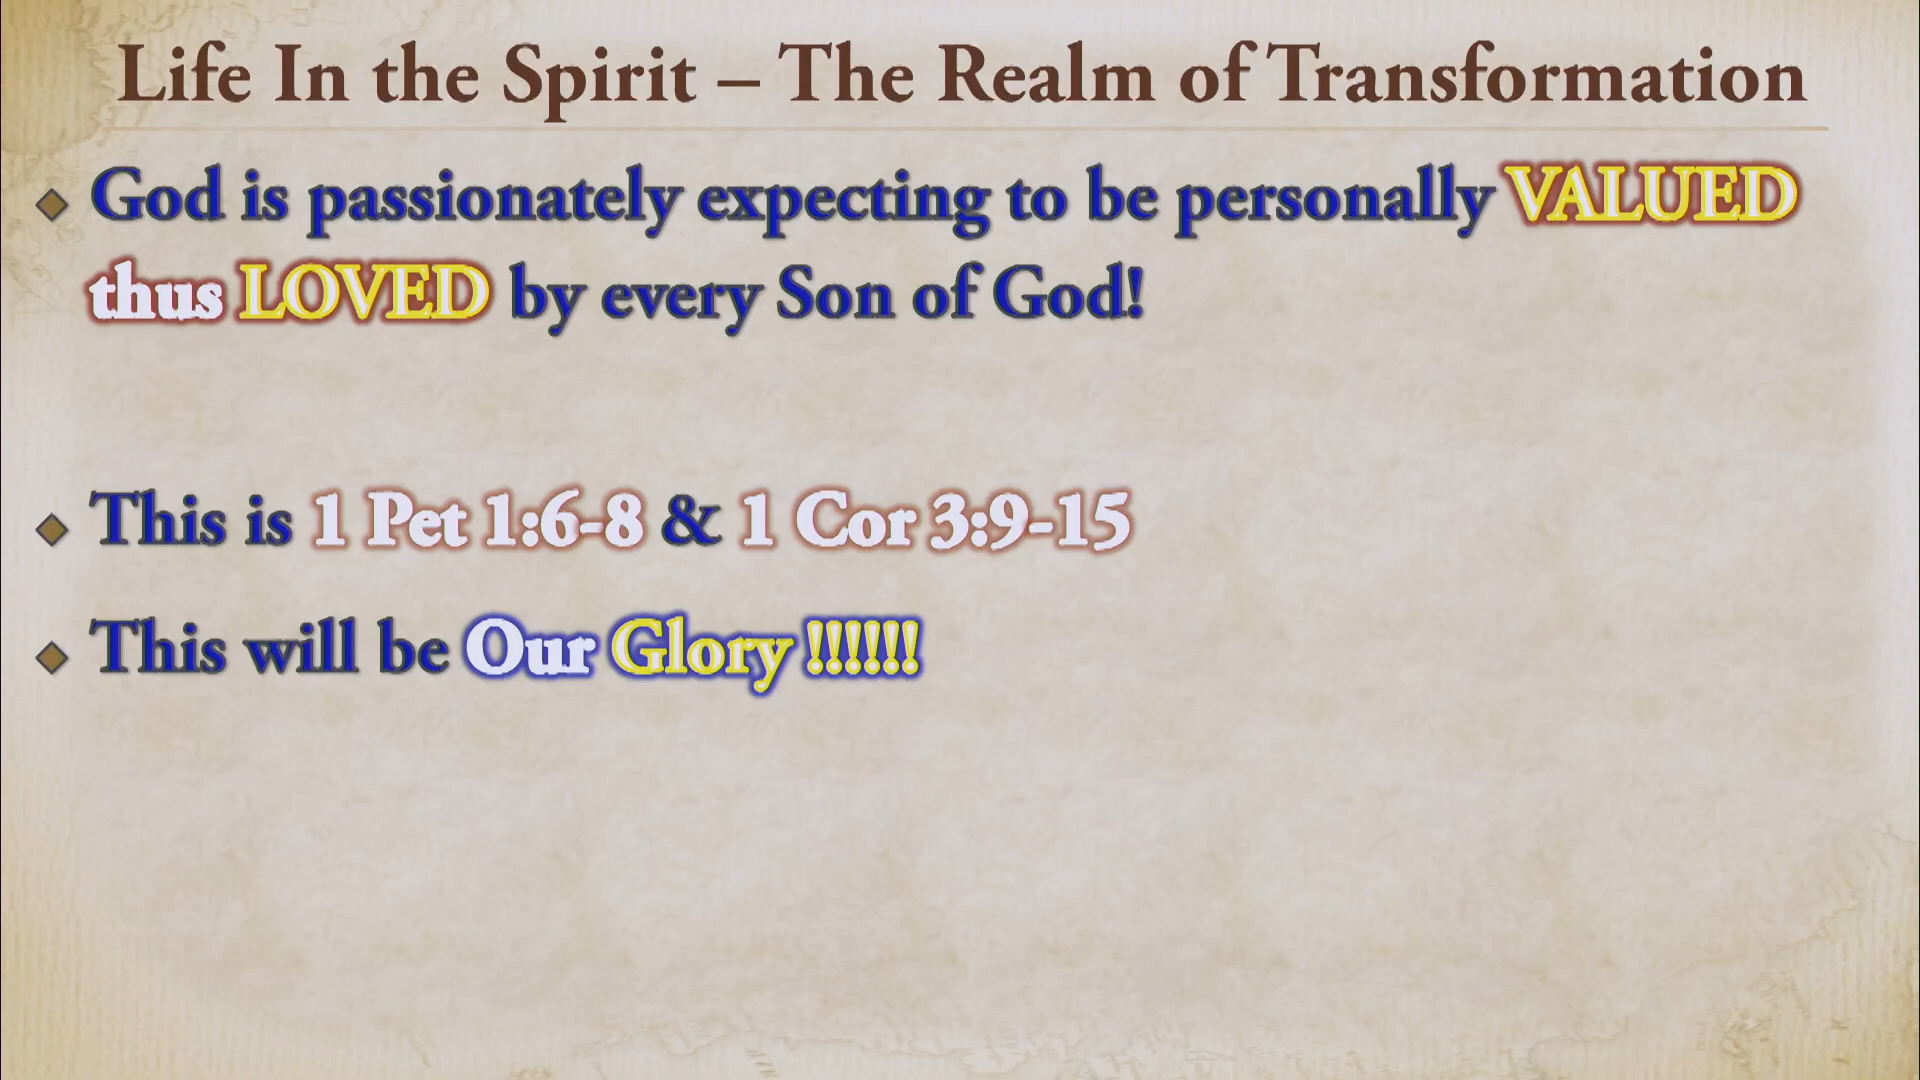 Life In the Spirit – The Realm of Transformation
God is passionately expecting to be personally VALUED
thus LOVED by every Son of God!
This is 1 Pet 1:6-8 & 1 Cor 3:9-15
This will be Our Glory !!!!!!